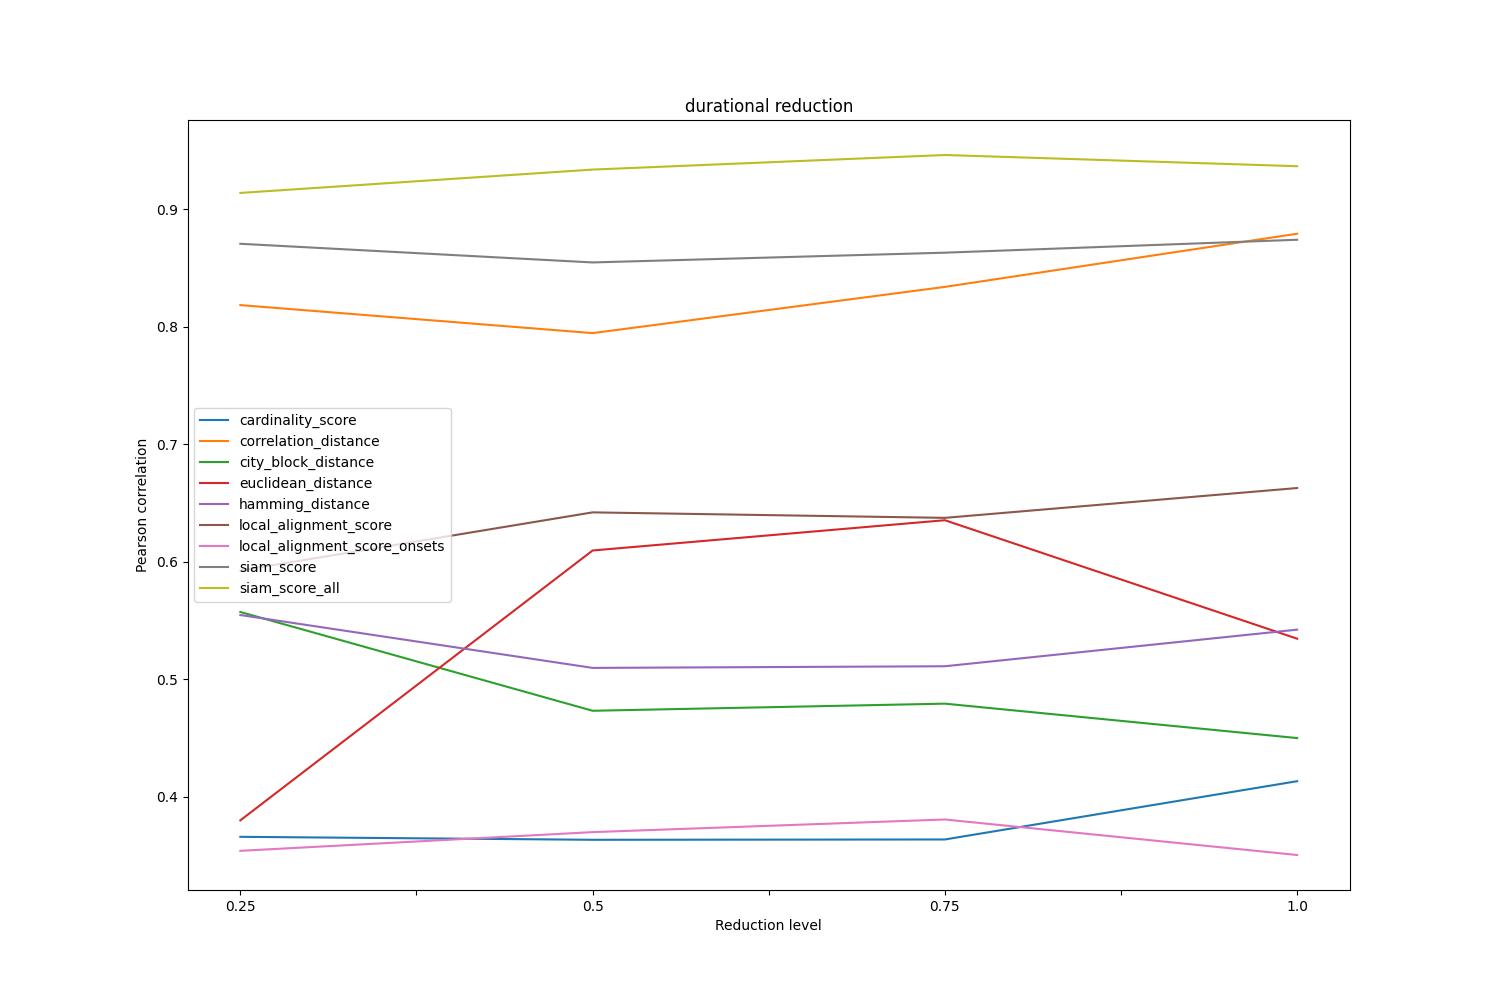 durational reduction
Pearson correlation
0.9
0.8
0.7
0.6
0.5
0.4
cardinality_score
correlation_distance
city_block_distance
euclidean_distance
hamming_distance
local_alignment_score
local_alignment_score_onsets
siam_score
siam_score_all
0.25
0.5
0.75
1.0
Reduction level